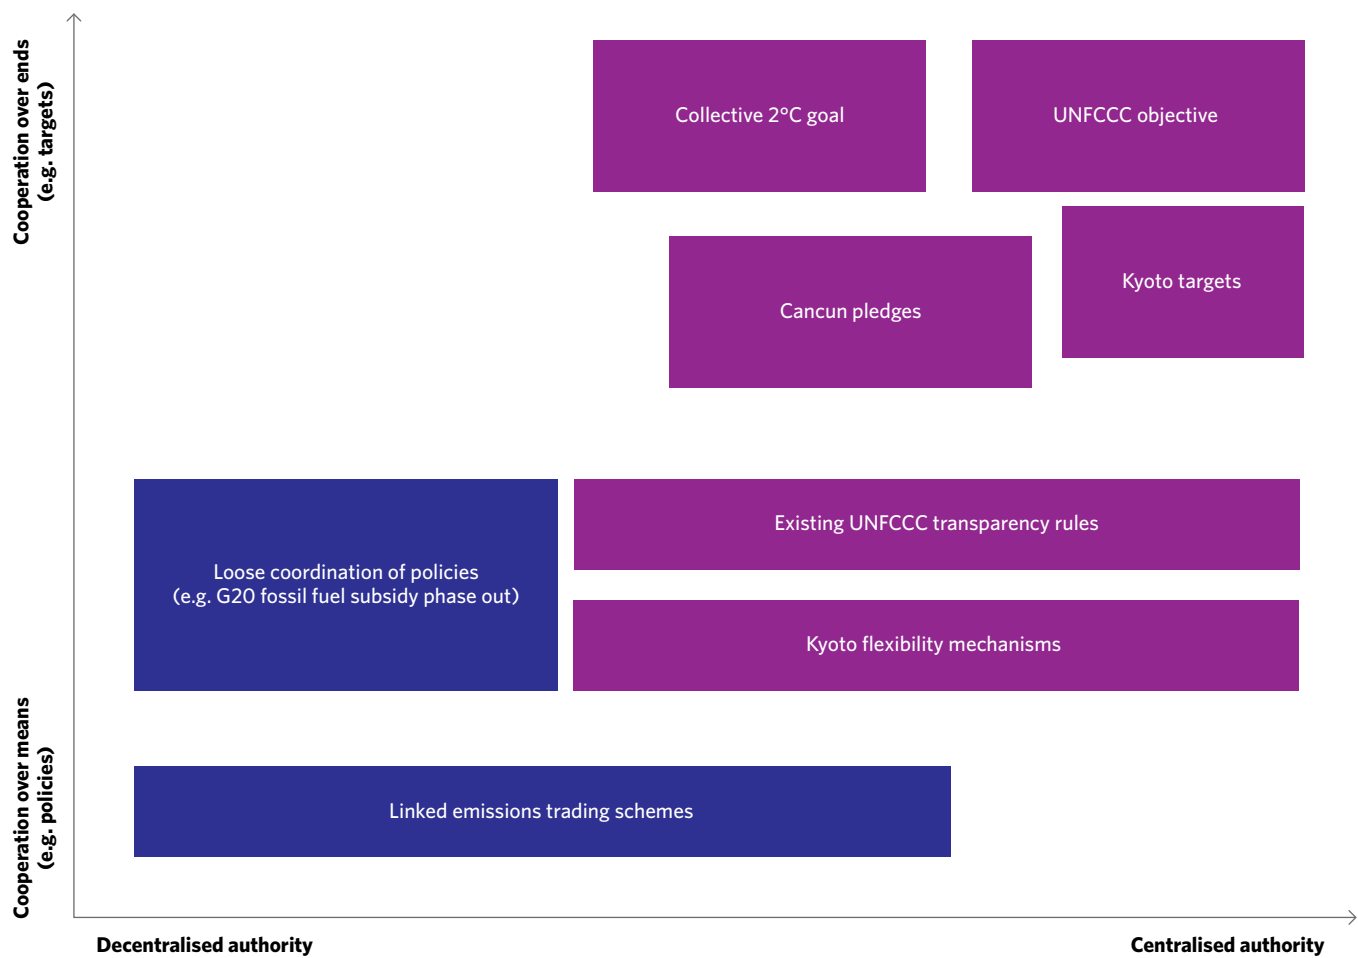 Cooperation over ends
(e.g. targets)
Collective 2°C goal
UNFCCC objective
Kyoto targets
Cancun pledges
Existing UNFCCC transparency rules
Loose coordination of policies
(e.g. G20 fossil fuel subsidy phase out)
Kyoto flexibility mechanisms
Cooperation over means
(e.g. policies)
Linked emissions trading schemes
Decentralised authority
Centralised authority